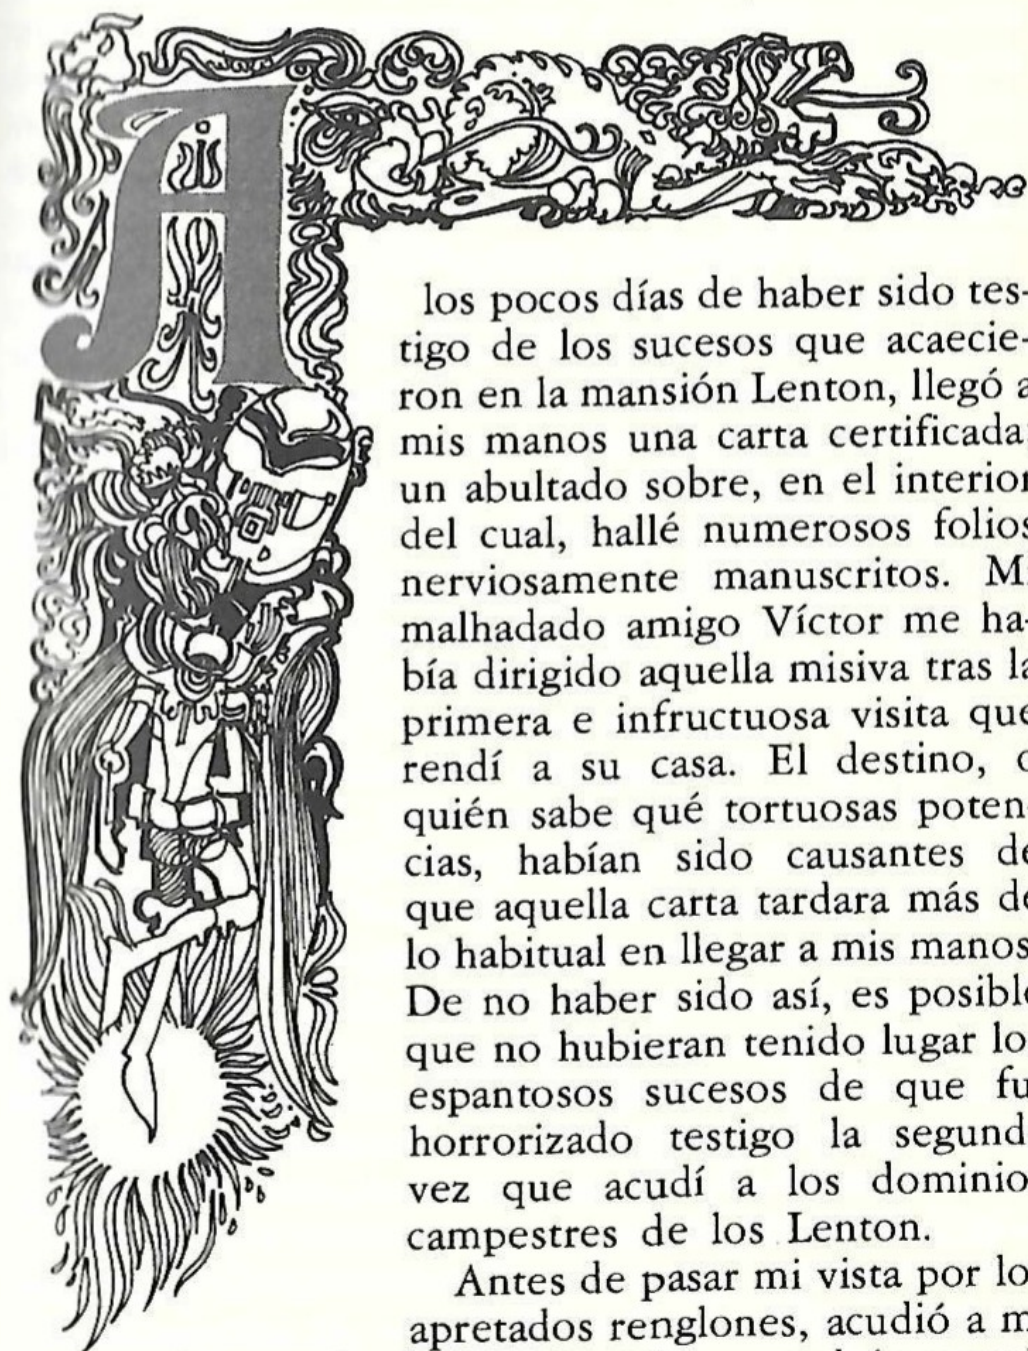 A
los pocos días de haber sido tes-
tigo de los sucesos que acaecie-
ron en la mansión Lenton, llegó a
mis manos una carta certificada;
un abultado sobre, en el interior
del cual, hallé numerosos folios
nerviosamente manuscritos. Mi
malhadado amigo Víctor me ha-
bía dirigido aquella misiva tras la
primera e infructuosa visita que
rendí a su casa. El destino, o
quién sabe qué tortuosas poten-
cias, habían sido causantes de
que aquella carta tardara más de
lo habitual en llegar a mis manos.
De no haber sido así, es posible
que no hubieran tenido lugar lo
espantosos sucesos de que fu
horrorizado testigo la segund
vez que acudí a los dominio
campestres de los Lenton.
Antes de pasar mi vista por lo
apretados renglones, acudió a m